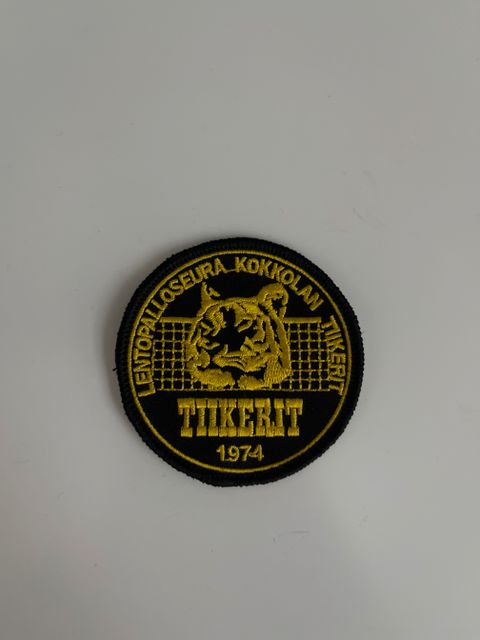 LENTOPALLOSEURA KOKKOLAN TIIKERIT
TIIKERIT
1974